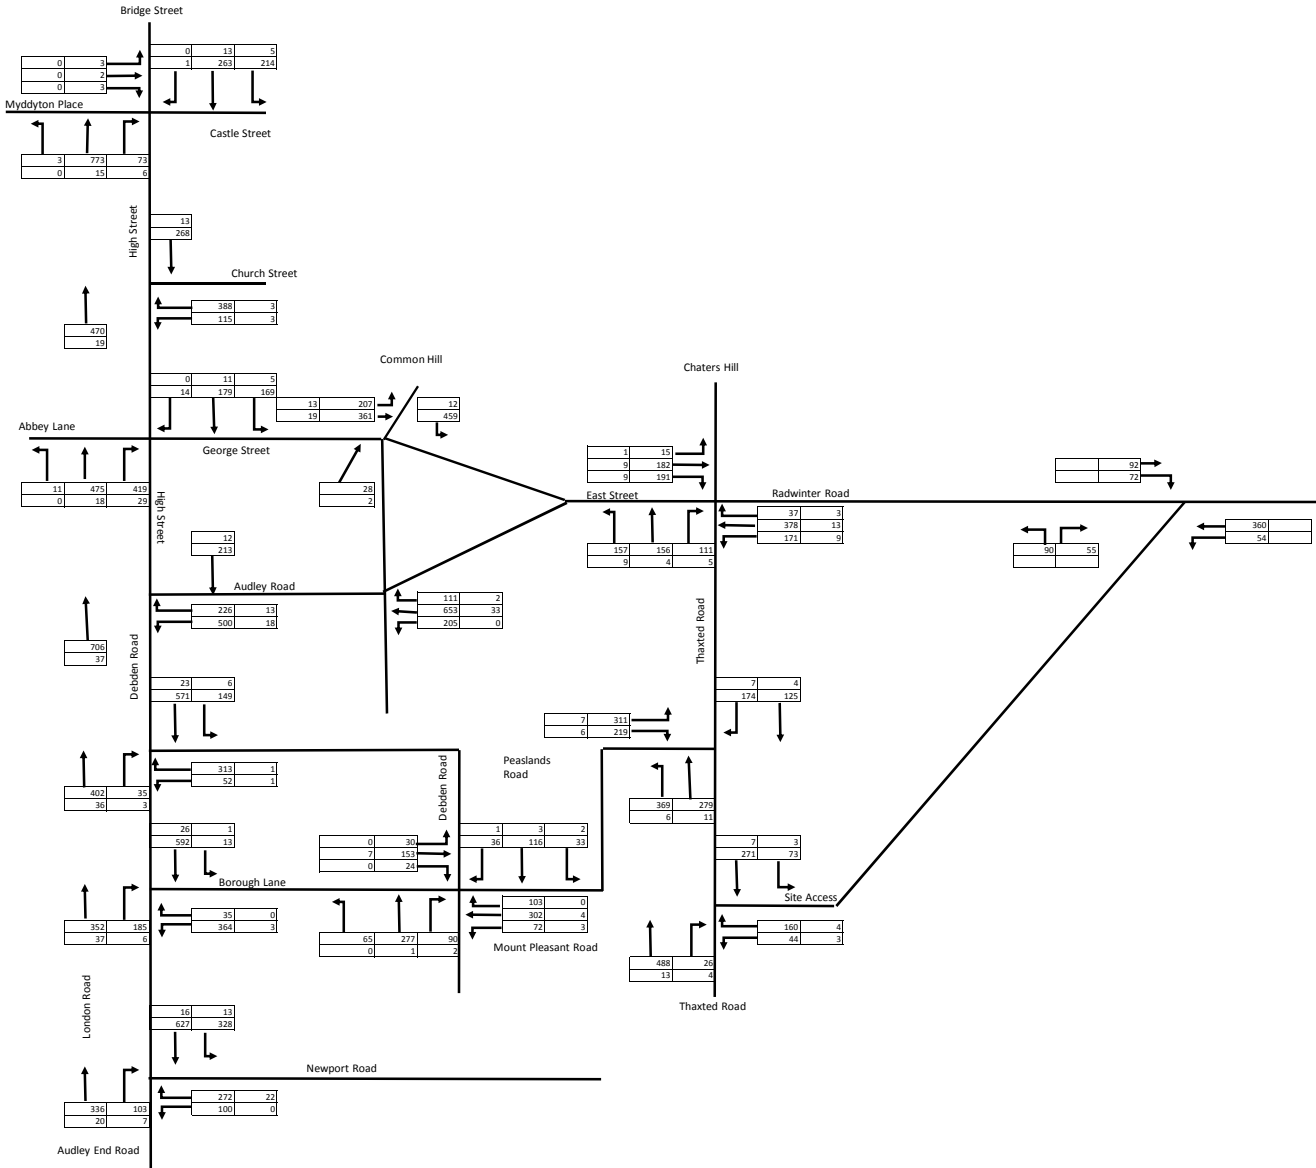 Bridge Street
0 13 5
1 263 214
0 3
0 2
0 3
Myddyton Place
Castle Street
3 773 73
0 15 6
High Street
13
268
Church Street
388 3
115 3
470
19
Common Hill
Chaters Hill
0 11 5
14 179 169
13 207
19 361
12
459
Abbey Lane
George Street
1 15
9 182
9 191
92
72
11 475 419
0 18 29
High Street
28
2
East Street
Radwinter Road
37 3
378 13
171 9
360
54
157 156 111
9 4 5
90 55
12
213
Audley Road
226 13
500 18
111 2
653 33
205 0
Thaxted Road
706
37
Debden Road
23 6
571 149
7 4
174 125
7 311
6 219
Peaslands
Road
313 1
52 1
Debden Road
402 35
36 3
369 279
6 11
26 1
592 13
0 30
7 153
0 24
1 3 2
36 116 33
7 3
271 73
Borough Lane
Site Access
35 0
364 3
103 0
302 4
72 3
352 185
37 6
65 277 90
0 1 2
Mount Pleasant Road
160 4
44 3
488 26
13 4
London Road
Thaxted Road
16 13
627 328
Newport Road
272 22
100 0
336 103
20 7
Audley End Road